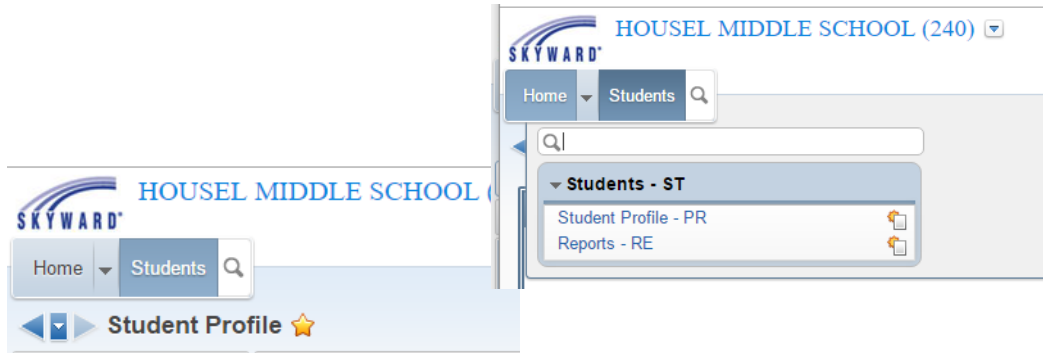 HOUSEL MIDDLE SCHOOL (240)
SKYWARD
Home Students
Students - ST
Student Profile - PR
Reports - RE
HOUSEL MIDDLE SCHOOL (
SKYWARD
Home Students
Student Profile